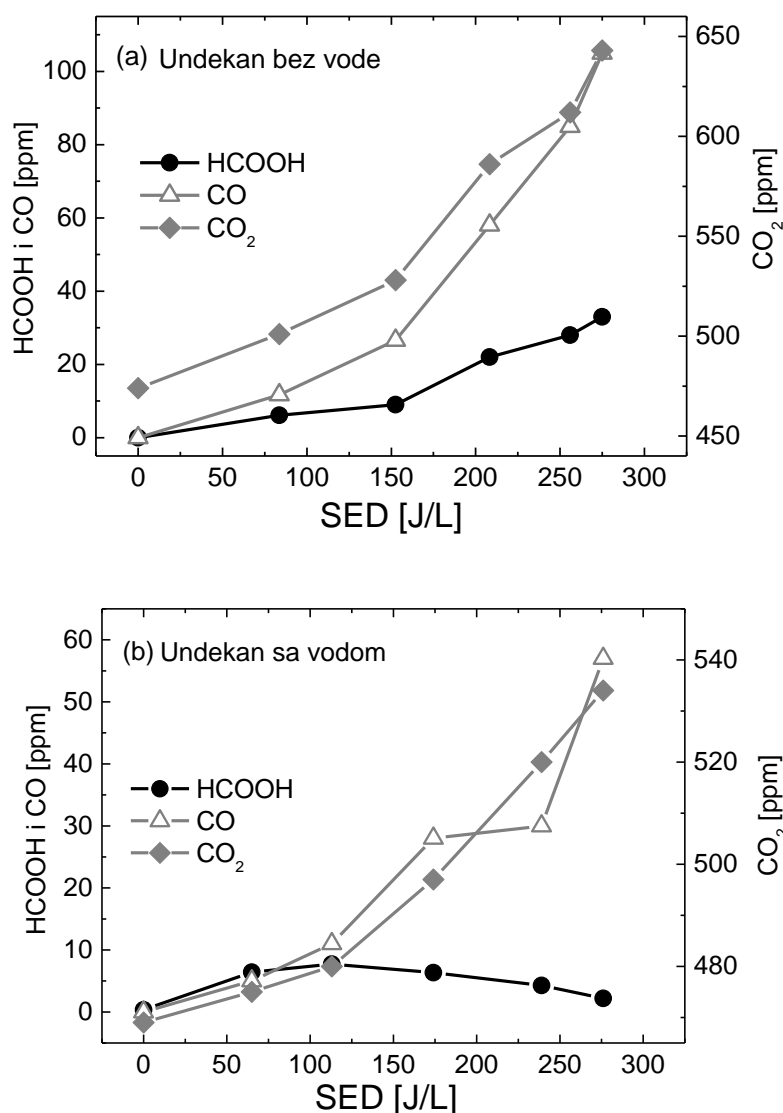 (a) Undekan bez vode
HCOOH i CO [ppm]
100
80
60
40
20
0
HCOOH
CO
CO₂
650
600
550
500
450
CO₂ [ppm]
0 50 100 150 200 250 300
SED [J/L]
(b) Undekan sa vodom
HCOOH i CO [ppm]
60
50
40
30
20
10
0
HCOOH
CO
CO₂
540
520
500
480
CO₂ [ppm]
0 50 100 150 200 250 300
SED [J/L]